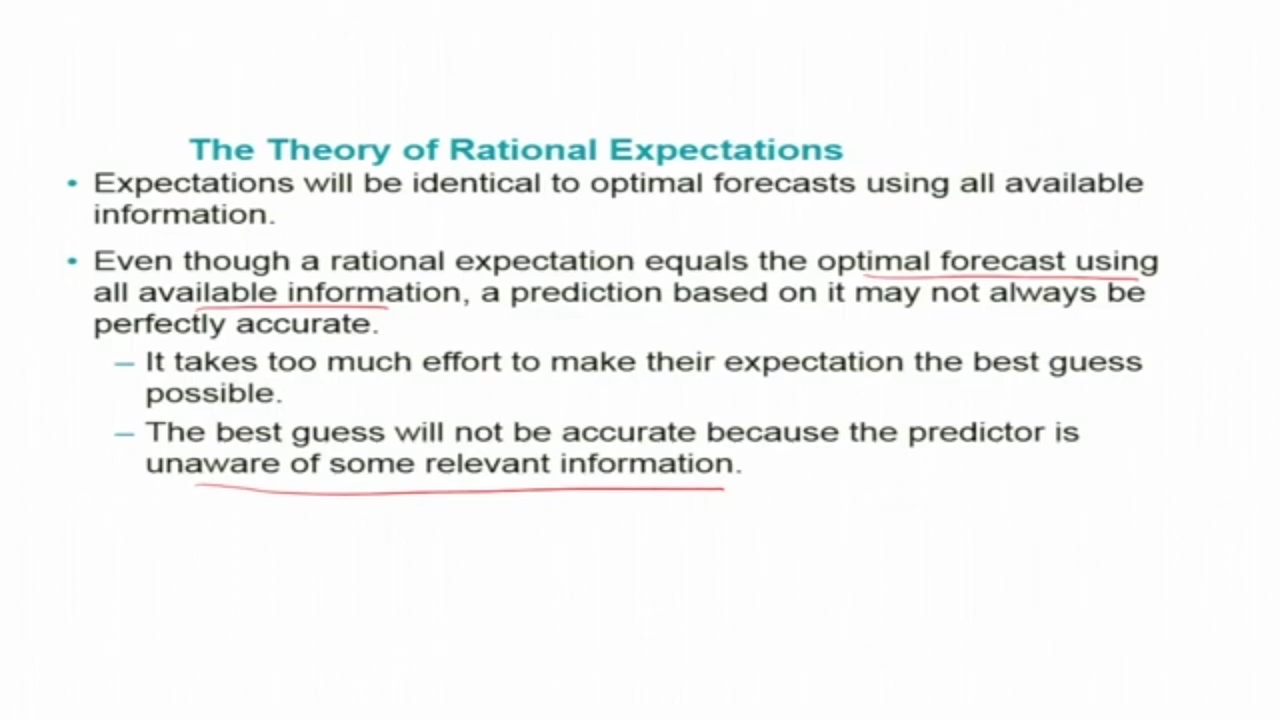 The Theory of Rational Expectations
• Expectations will be identical to optimal forecasts using all available
information.
• Even though a rational expectation equals the optimal forecast using
all available information, a prediction based on it may not always be
perfectly accurate.
– It takes too much effort to make their expectation the best guess
possible.
– The best guess will not be accurate because the predictor is
unaware of some relevant information.